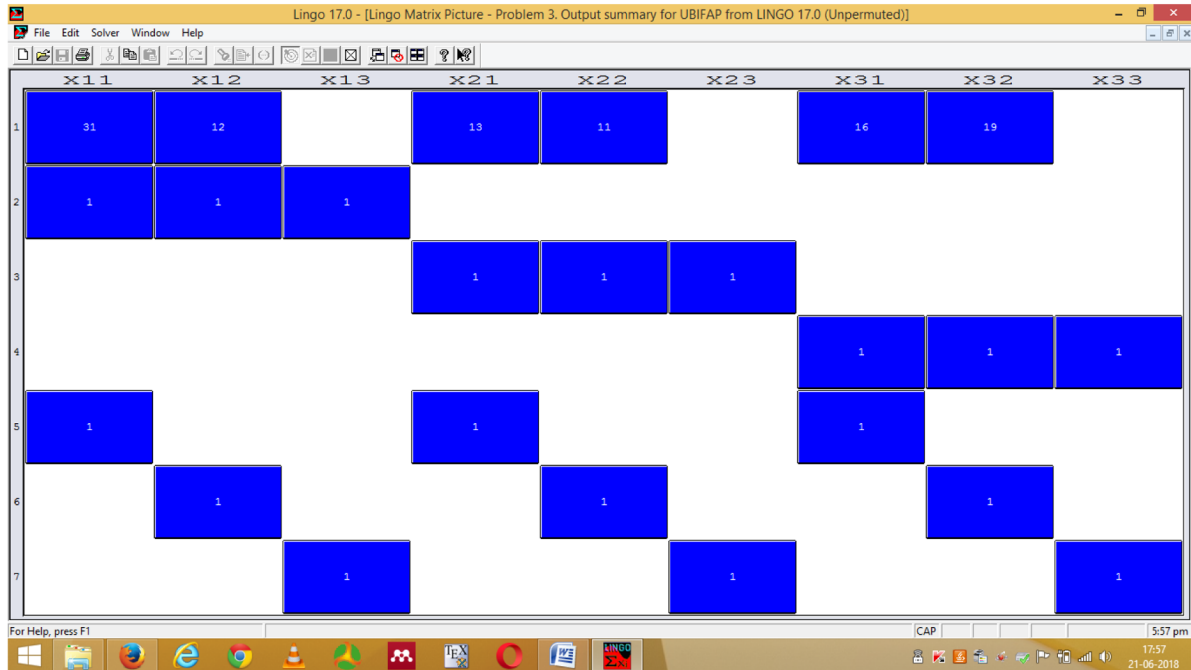 Lingo 17.0 - [Lingo Matrix Picture - Problem 3. Output summary for UBIFAP from LINGO 17.0 (Unpermuted)]
File Edit Solver Window Help
X11 X12 X13 X21 X22 X23 X31 X32 X33
1 31 12 13 11 16 19
2 1 1 1
3 1 1 1
4 1 1 1
5 1 1 1
6 1 1 1
7 1 1 1
For Help, press F1 CAP 5:57 pm
TEX LINGO 17:57
21-06-2018